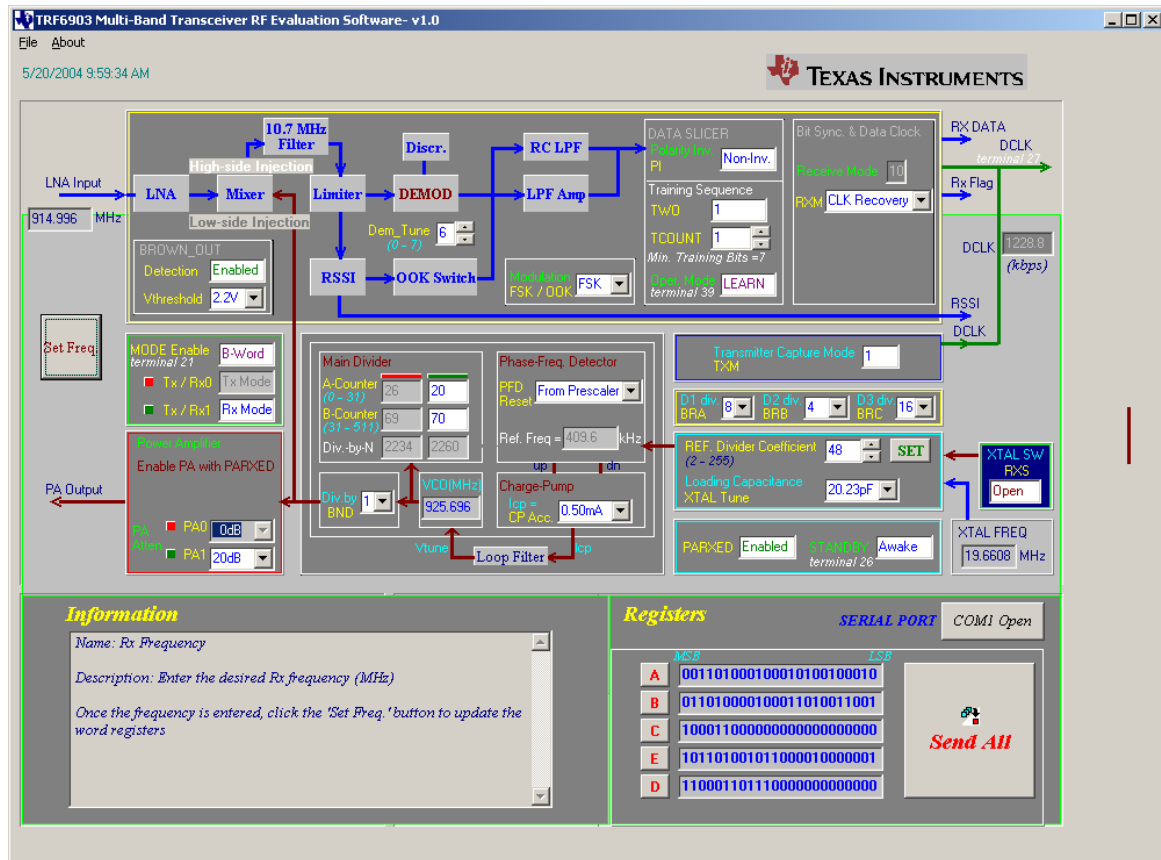 TRF6903 Multi-Band Transceiver RF Evaluation Software- v1.0
File About
5/20/2004 9:59:34 AM
TEXAS INSTRUMENTS
LNA Input
914.996 MHz
10.7 MHz
Filter
High-side Injection
LNA
Mixer
Low-side Injection
Limiter
Discr.
DEMOD
RC LPF
LPF Amp
Dem_Tune 6
(0 - 7)
RSSI
OOK Switch
BROWN_OUT
Detection Enabled
Vthreshold 2.2V
Modulation
FSK / OOK FSK
DATA SLICER
Polarity Inv.
PI Non-Inv.
Training Sequence
TWO 1
TCOUNT 1
Min. Training Bits =7
Oper. Mode
terminal 39 LEARN
Bit Sync. & Data Clock
Receive Mode 10
RXM CLK Recovery
RX DATA
DCLK
terminal 27
Rx Flag
DCLK 1228.8
(kbps)
RSSI
DCLK
Set Freq.
MODE Enable B-Word
terminal 21
Tx / Rx0 Tx Mode
Tx / Rx1 Rx Mode
Main Divider
A-Counter 26 20
(0 - 31)
B-Counter 69 70
(31 - 511)
Div.-by-N 2234 2260
Phase-Freq. Detector
PFD
Reset From Prescaler
Ref. Freq = 409.6 kHz
up dn
Transmitter Capture Mode 1
TXM
D1 div. 8 D2 div. 4 D3 div. 16
BRA BRB BRC
REF. Divider Coefficient 48 SET
(2 - 255)
Loading Capacitance
XTAL Tune 20.23pF
XTAL SW
RXS
Open
Power Amplifier
Enable PA with PARXED
PA Output
PA
Atten.
PA0 0dB
PA1 20dB
Div.by 1
BND
VCO(MHz)
925.696
Charge-Pump
Icp =
CP Acc. 0.50mA
Vtune
Loop Filter
Icp
PARXED Enabled STANDBY Awake
terminal 26
XTAL FREQ
19.6608 MHz
Information
Name: Rx Frequency
Description: Enter the desired Rx frequency (MHz)
Once the frequency is entered, click the 'Set Freq.' button to update the
word registers
Registers
SERIAL PORT COM1 Open
MSB LSB
A 001101000100010100100010
B 011010000100011010011001
C 100011000000000000000000
E 101101001011000010000001
D 110001101110000000000000
Send All